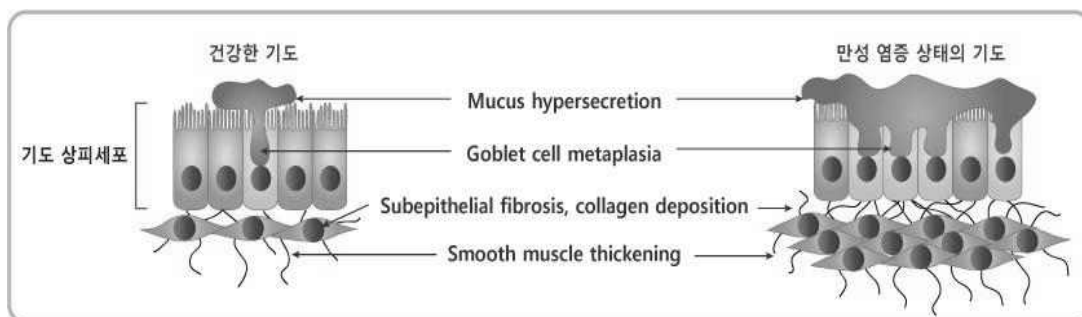 건강한 기도
만성 염증 상태의 기도
Mucus hypersecretion
Goblet cell metaplasia
기도 상피세포
Subepithelial fibrosis, collagen deposition
Smooth muscle thickening